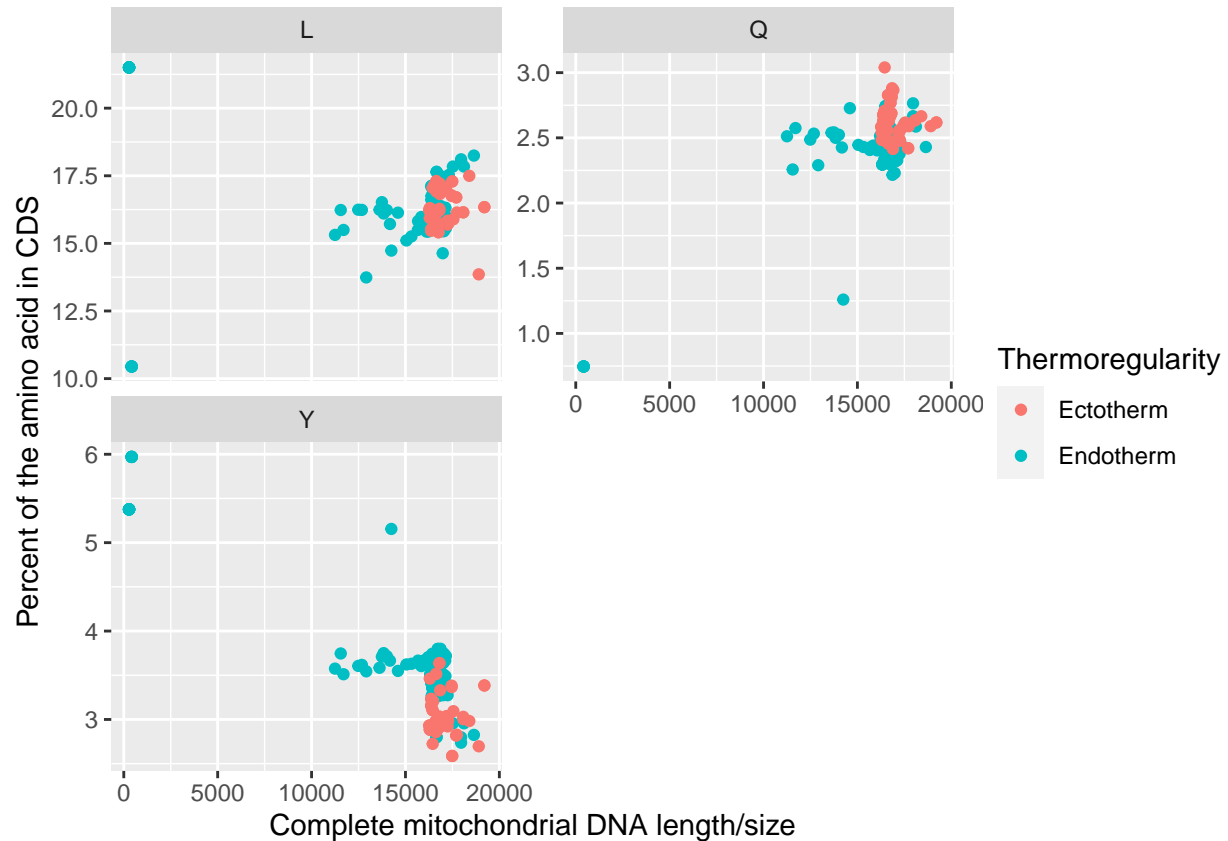 L
Q
20.0
17.5
15.0
12.5
10.0
3.0
2.5
2.0
1.5
1.0
0 5000 10000 15000 20000
Y
6
5
4
3
0 5000 10000 15000 20000
Complete mitochondrial DNA length/size
Percent of the amino acid in CDS
Thermoregularity
Ectotherm
Endotherm